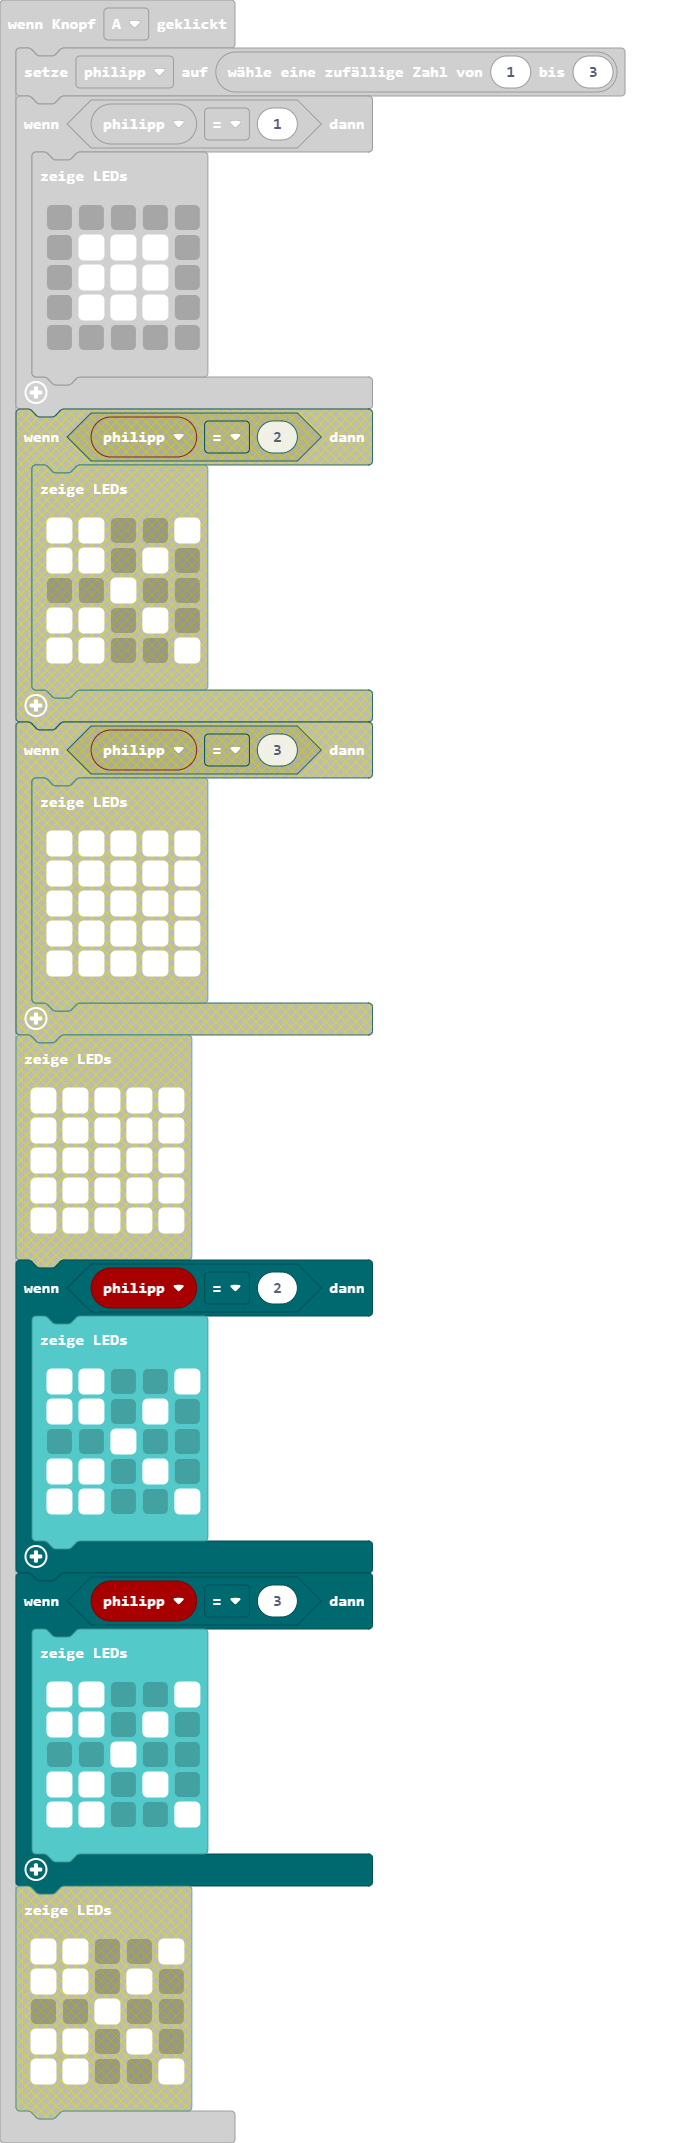 wenn Knopf A geklickt
setze philipp auf wähle eine zufällige Zahl von 1 bis 3
wenn philipp = 1 dann
zeige LEDs
wenn philipp = 2 dann
zeige LEDs
wenn philipp = 3 dann
zeige LEDs
zeige LEDs
wenn philipp = 2 dann
zeige LEDs
wenn philipp = 3 dann
zeige LEDs
zeige LEDs